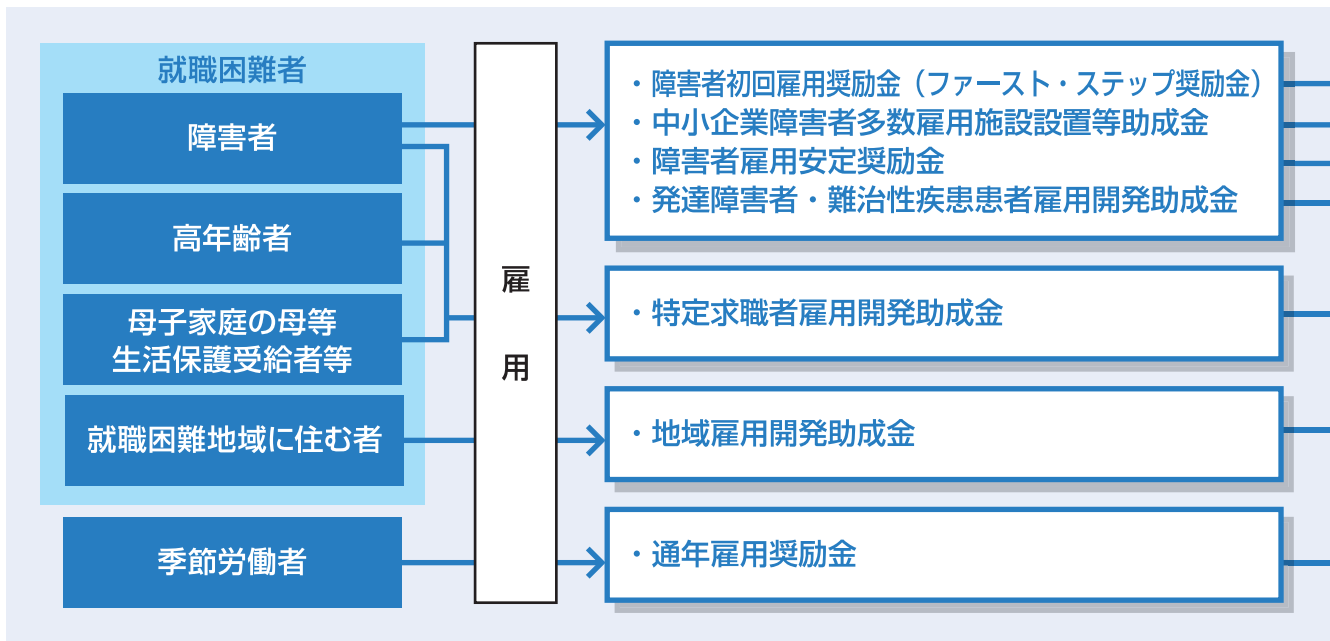 就職困難者
障害者
高年齢者
母子家庭の母等
生活保護受給者等
就職困難地域に住む者
季節労働者
雇
用
・障害者初回雇用奨励金（ファースト・ステップ奨励金）
・中小企業障害者多数雇用施設設置等助成金
・障害者雇用安定奨励金
・発達障害者・難治性疾患患者雇用開発助成金
・特定求職者雇用開発助成金
・地域雇用開発助成金
・通年雇用奨励金